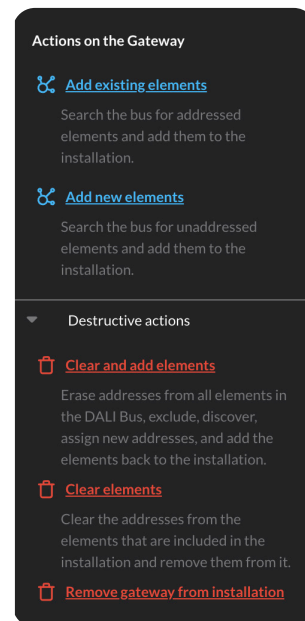 Actions on the Gateway
Add existing elements
Search the bus for addressed
elements and add them to the
installation.
Add new elements
Search the bus for unaddressed
elements and add them to the
installation.
Destructive actions
Clear and add elements
Erase addresses from all elements in
the DALI Bus, exclude, discover,
assign new addresses, and add the
elements back to the installation.
Clear elements
Clear the addresses from the
elements that are included in the
installation and remove them from it.
Remove gateway from installation